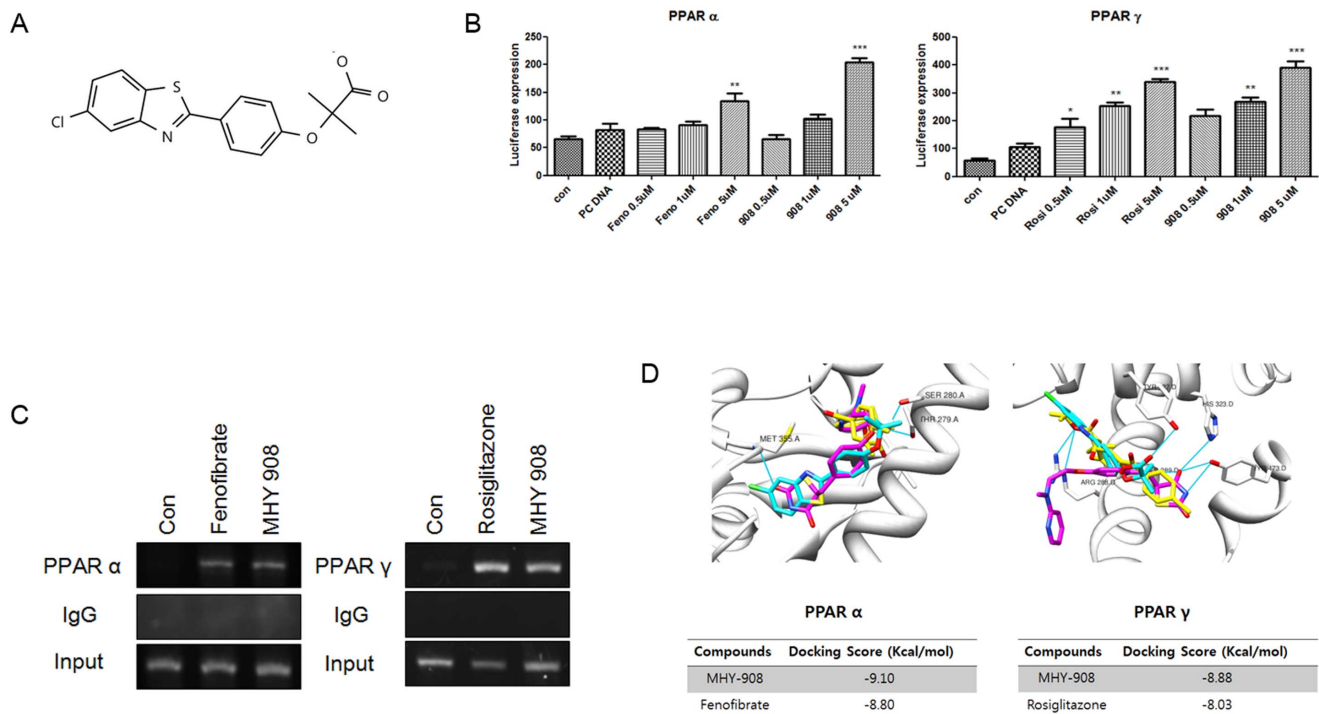 A
S
N
Cl
O
O
-
O
B
PPAR α
Luciferase expression
250
200
150
100
50
0
**
***
con
PC DNA
Feno 0.5uM
Feno 1uM
Feno 5uM
908 0.5uM
908 1uM
908 5 uM
PPAR γ
Luciferase expression
500
400
300
200
100
0
*
**
***
**
***
con
PC DNA
Rosi 0.5uM
Rosi 1uM
Rosi 5uM
908 0.5uM
908 1uM
908 5 uM
C
Con
Fenofibrate
MHY 908
PPAR α
IgG
Input
Con
Rosiglitazone
MHY 908
PPAR γ
IgG
Input
D
SER 280.A
THR 279.A
MET 355.A
HIS 323.D
ARG 288.D
PPAR α
Compounds Docking Score (Kcal/mol)
MHY-908 -9.10
Fenofibrate -8.80
PPAR γ
Compounds Docking Score (Kcal/mol)
MHY-908 -8.88
Rosiglitazone -8.03